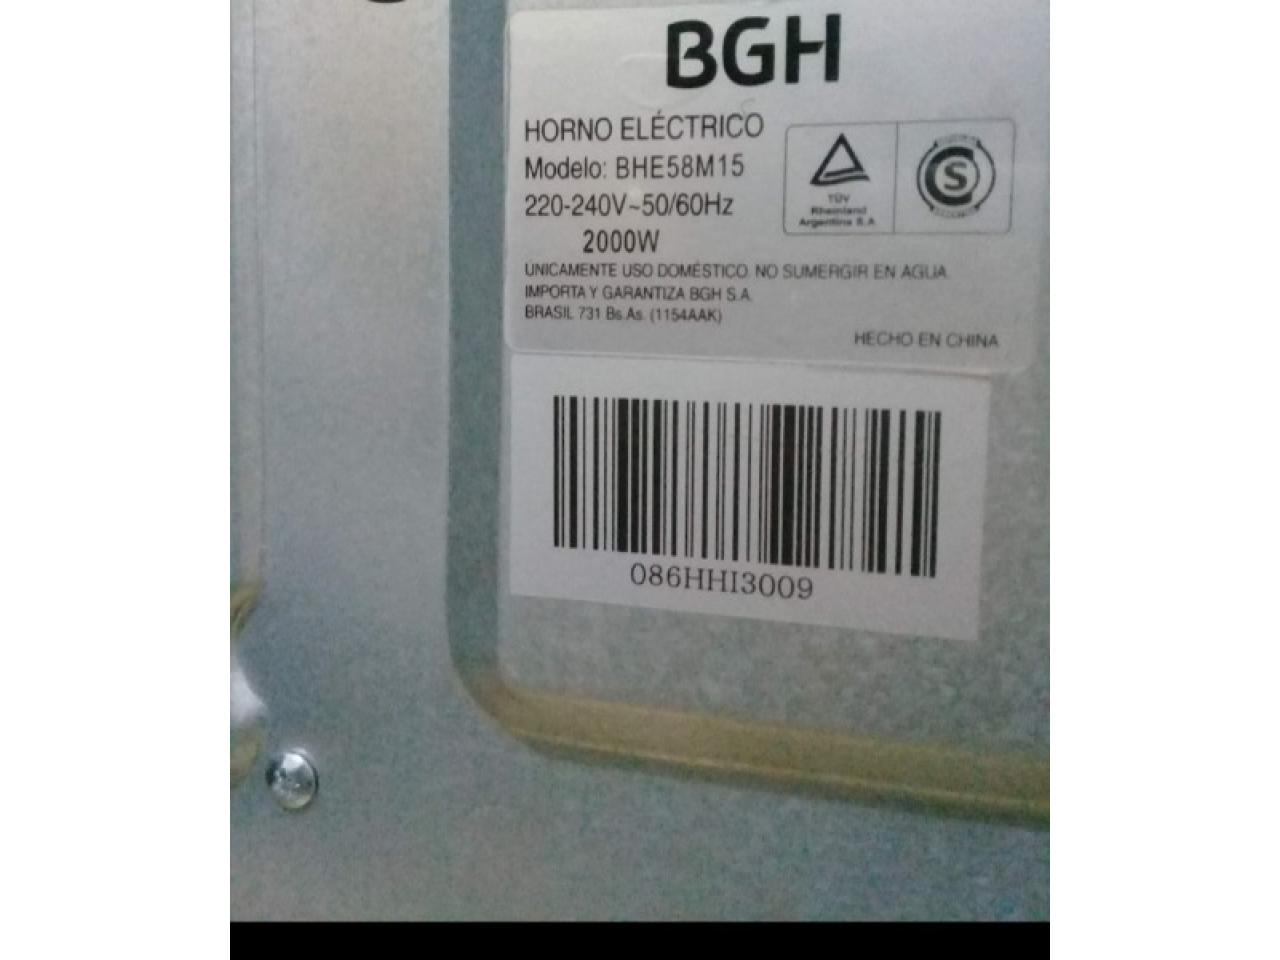 BGH
HORNO ELÉCTRICO
Modelo: BHE58M15
220-240V~50/60Hz
2000W
TÜV
Rheinland
Argentina S.A
S
ÚNICAMENTE USO DOMÉSTICO. NO SUMERGIR EN AGUA
IMPORTA Y GARANTIZA BGH S.A.
BRASIL 731 Bs.As. (1154AAK)
HECHO EN CHINA
086HHI3009